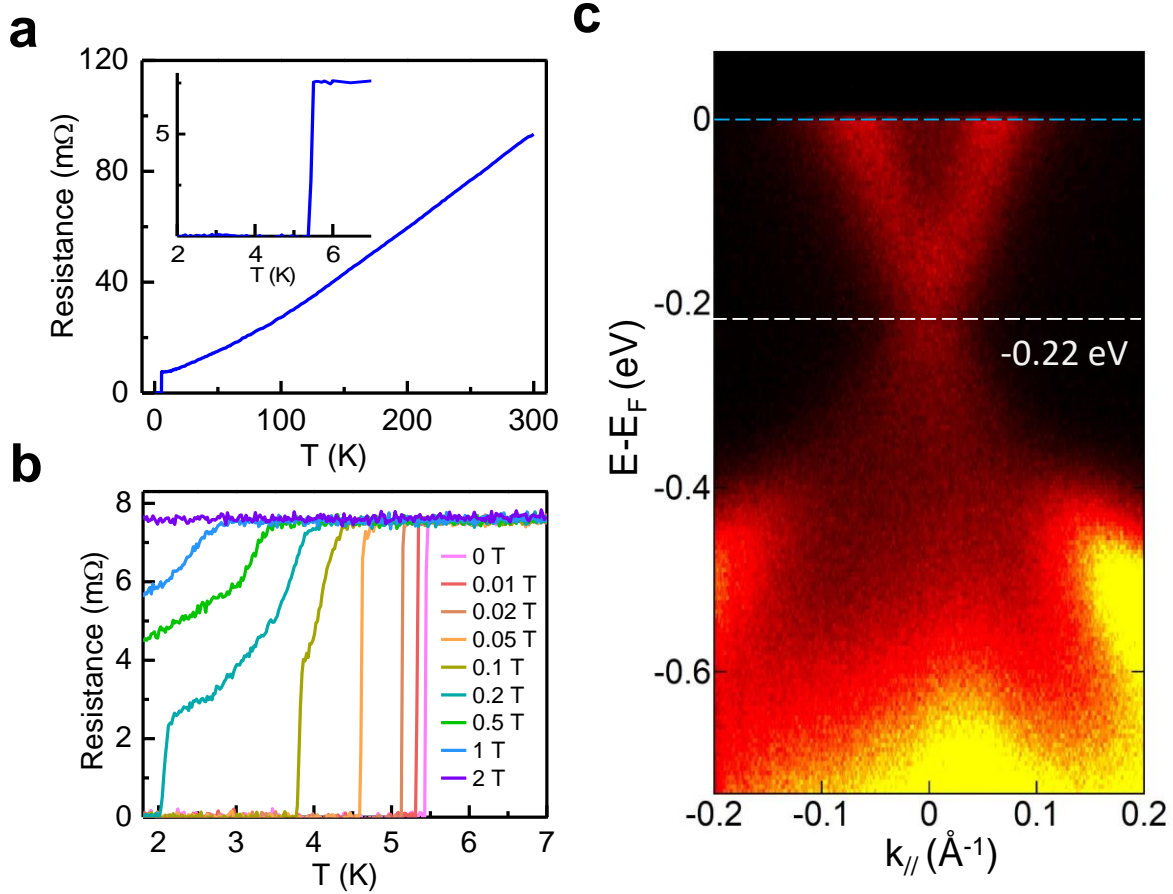 a
Resistance (mΩ)
120
80
40
0
0 100 200 300
T (K)
5
2 4 6
T (K)
b
Resistance (mΩ)
8
6
4
2
0
2 3 4 5 6 7
T (K)
0 T
0.01 T
0.02 T
0.05 T
0.1 T
0.2 T
0.5 T
1 T
2 T
c
E-E_F (eV)
0
-0.2
-0.4
-0.6
-0.22 eV
-0.2 -0.1 0 0.1 0.2
k_// (Å⁻¹)